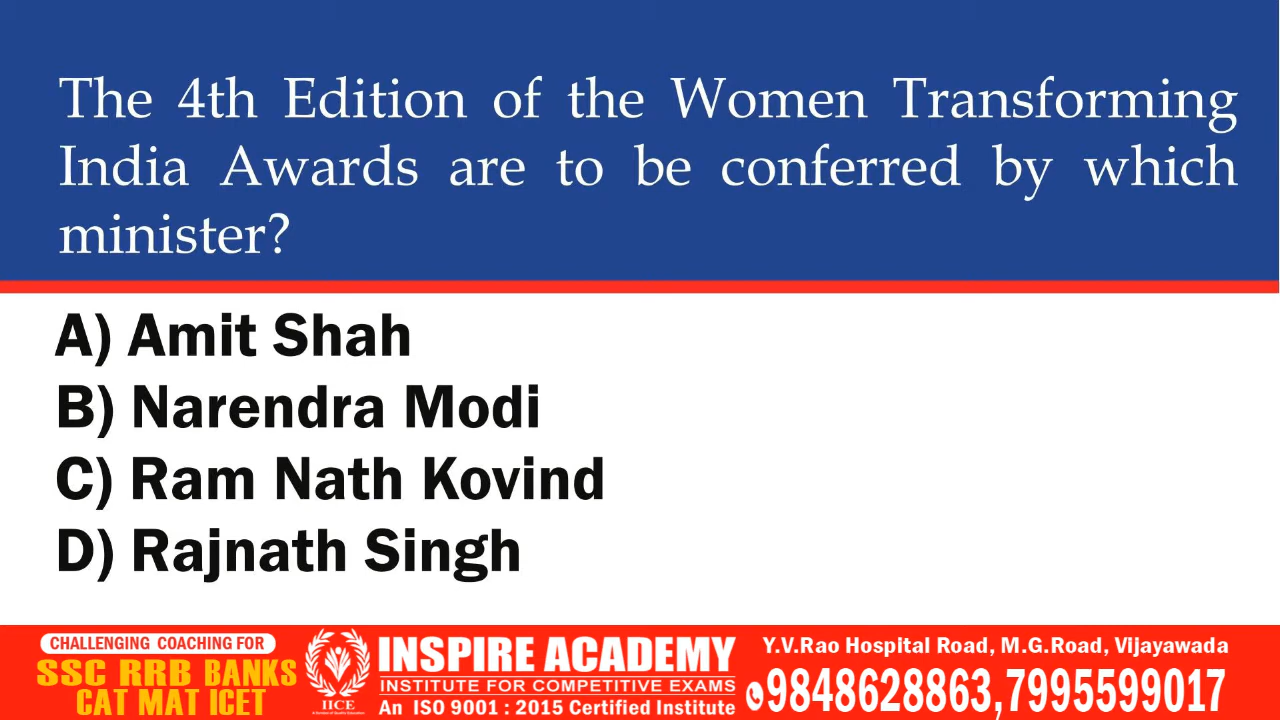 The 4th Edition of the Women Transforming
India Awards are to be conferred by which
minister?
A) Amit Shah
B) Narendra Modi
C) Ram Nath Kovind
D) Rajnath Singh
CHALLENGING COACHING FOR
SSC RRB BANKS
CAT MAT ICET
IICE
INSPIRE ACADEMY
INSTITUTE FOR COMPETITIVE EXAMS
An ISO 9001 : 2015 Certified Institute
Y.V.Rao Hospital Road, M.G.Road, Vijayawada
9848628863,7995599017